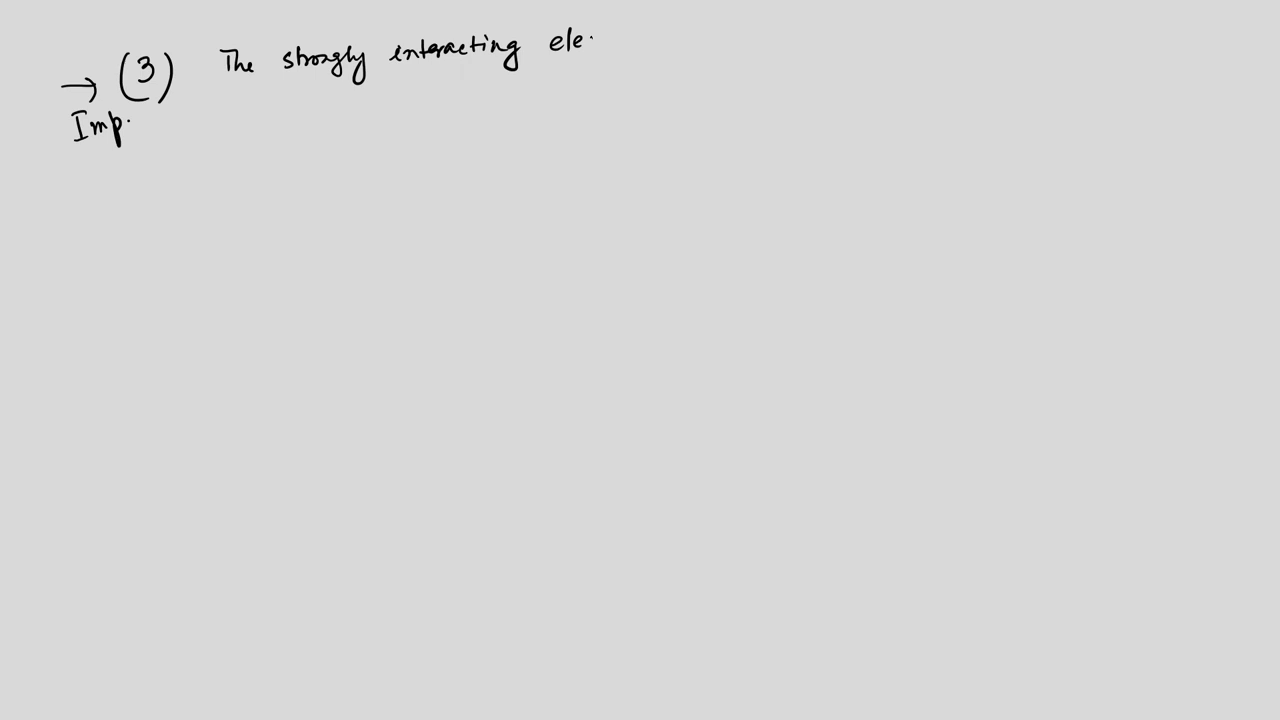 → (3) The strongly interacting ele.
Imp.